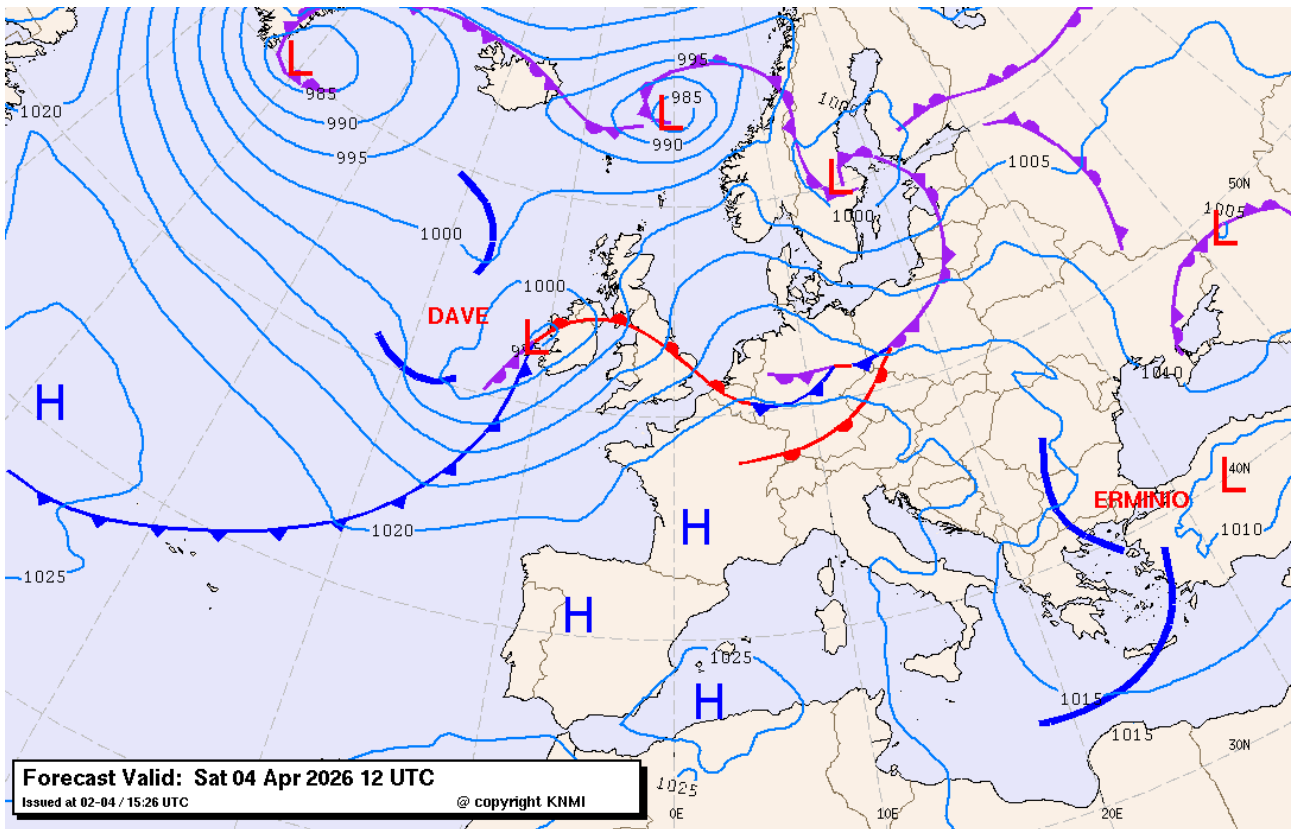 995
L
985
L
985
1020
990
990
1000
995
1005
L
50N
1000
1005
L
1000
1000
DAVE
L
1010
H
40N
L
ERMINIO
H
1020
1010
1025
H
1025
H
1015
1015
30N
Forecast Valid: Sat 04 Apr 2026 12 UTC
Issued at 02-04 / 15:26 UTC
@ copyright KNMI
1025
0E
10E
20E